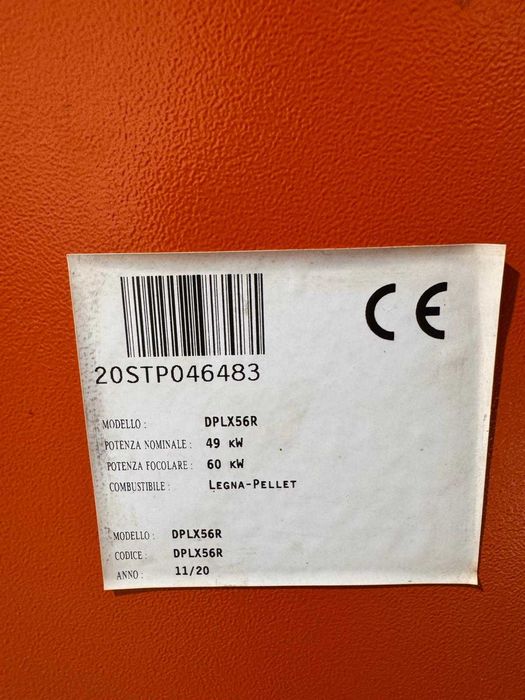 CE
20STP046483
MODELLO : DPLX56R
POTENZA NOMINALE : 49 KW
POTENZA FOCOLARE : 60 KW
COMBUSTIBILE : LEGNA-PELLET
MODELLO : DPLX56R
CODICE : DPLX56R
ANNO : 11/20